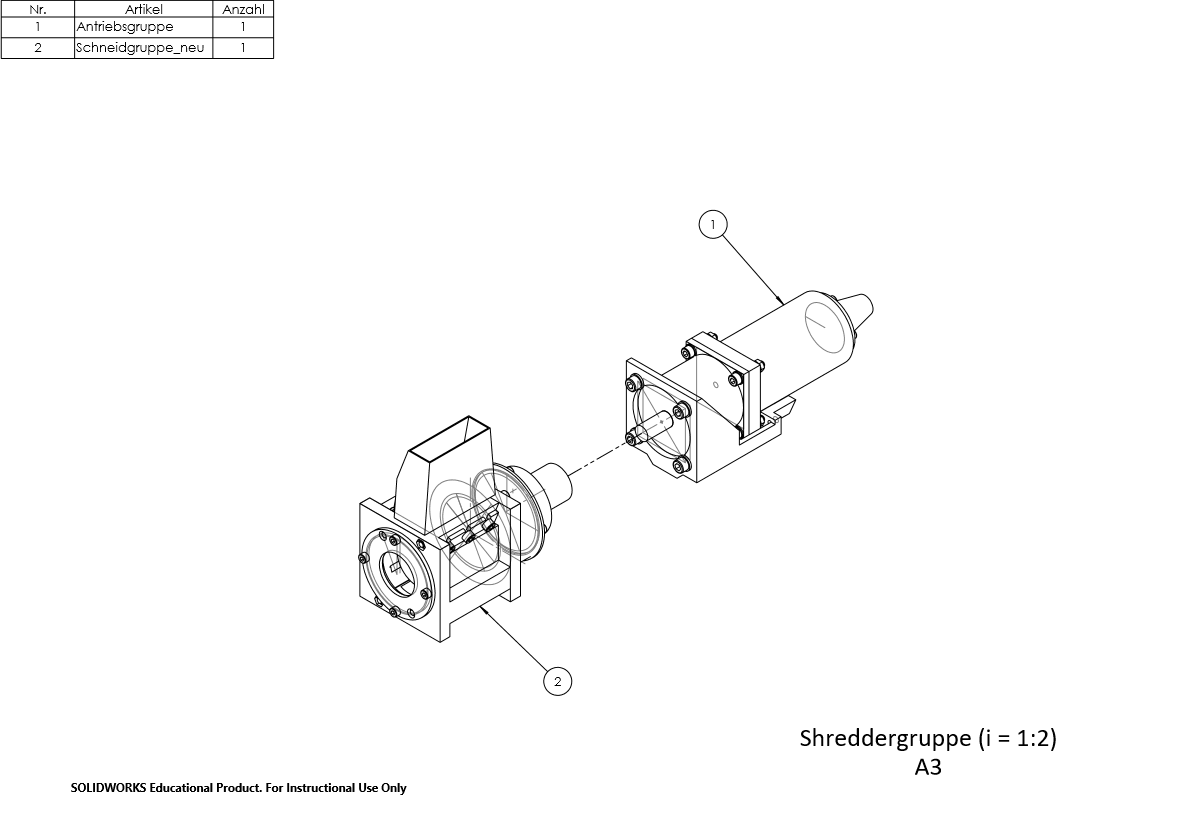 Nr. Artikel Anzahl
1 Antriebsgruppe 1
2 Schneidgruppe_neu 1
1
2
Shreddergruppe (i = 1:2)
A3
SOLIDWORKS Educational Product. For Instructional Use Only